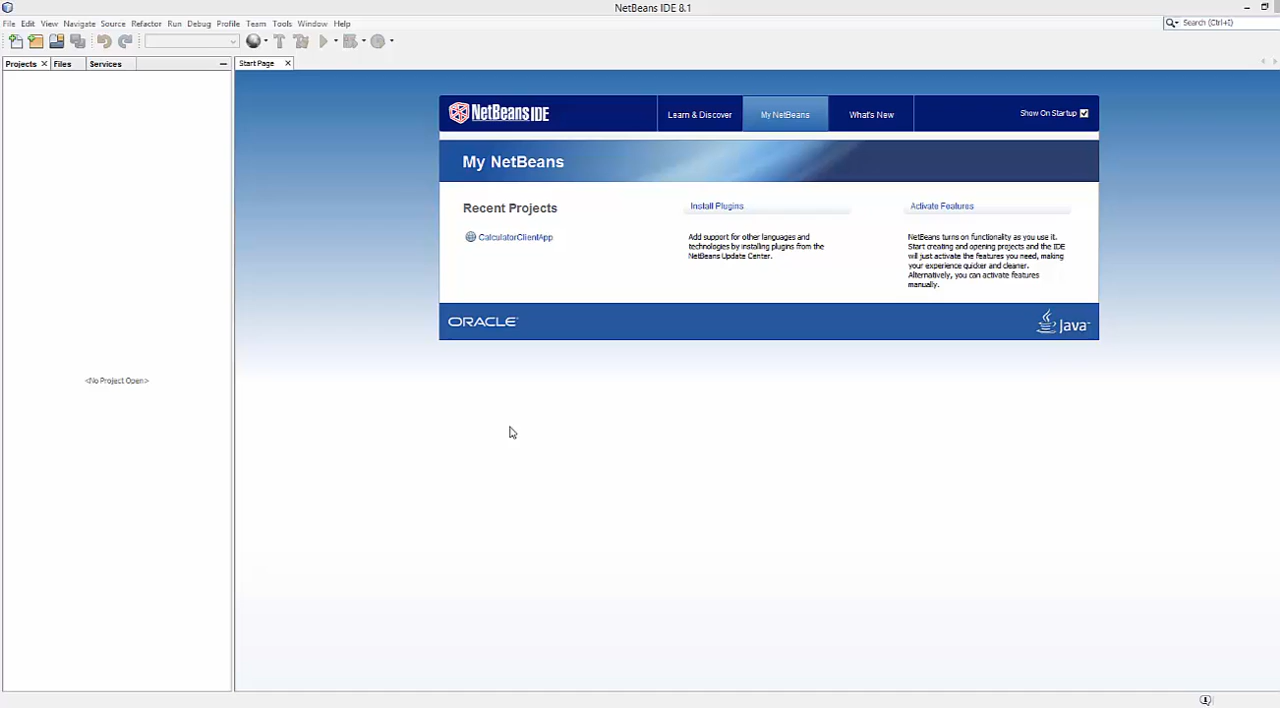 NetBeans IDE 8.1
File Edit View Navigate Source Refactor Run Debug Profile Team Tools Window Help
Search (Ctrl+I)
Projects Files Services
Start Page
NetBeans IDE
Learn & Discover
My NetBeans
What's New
Show On Startup
My NetBeans
Recent Projects
CalculatorClientApp
Install Plugins
Add support for other languages and
technologies by installing plugins from the
NetBeans Update Center.
Activate Features
NetBeans turns on functionality as you use it.
Start creating and opening projects and the IDE
will just activate the features you need, making
your experience quicker and cleaner.
Alternatively, you can activate features
manually.
ORACLE
Java
<No Project Open>